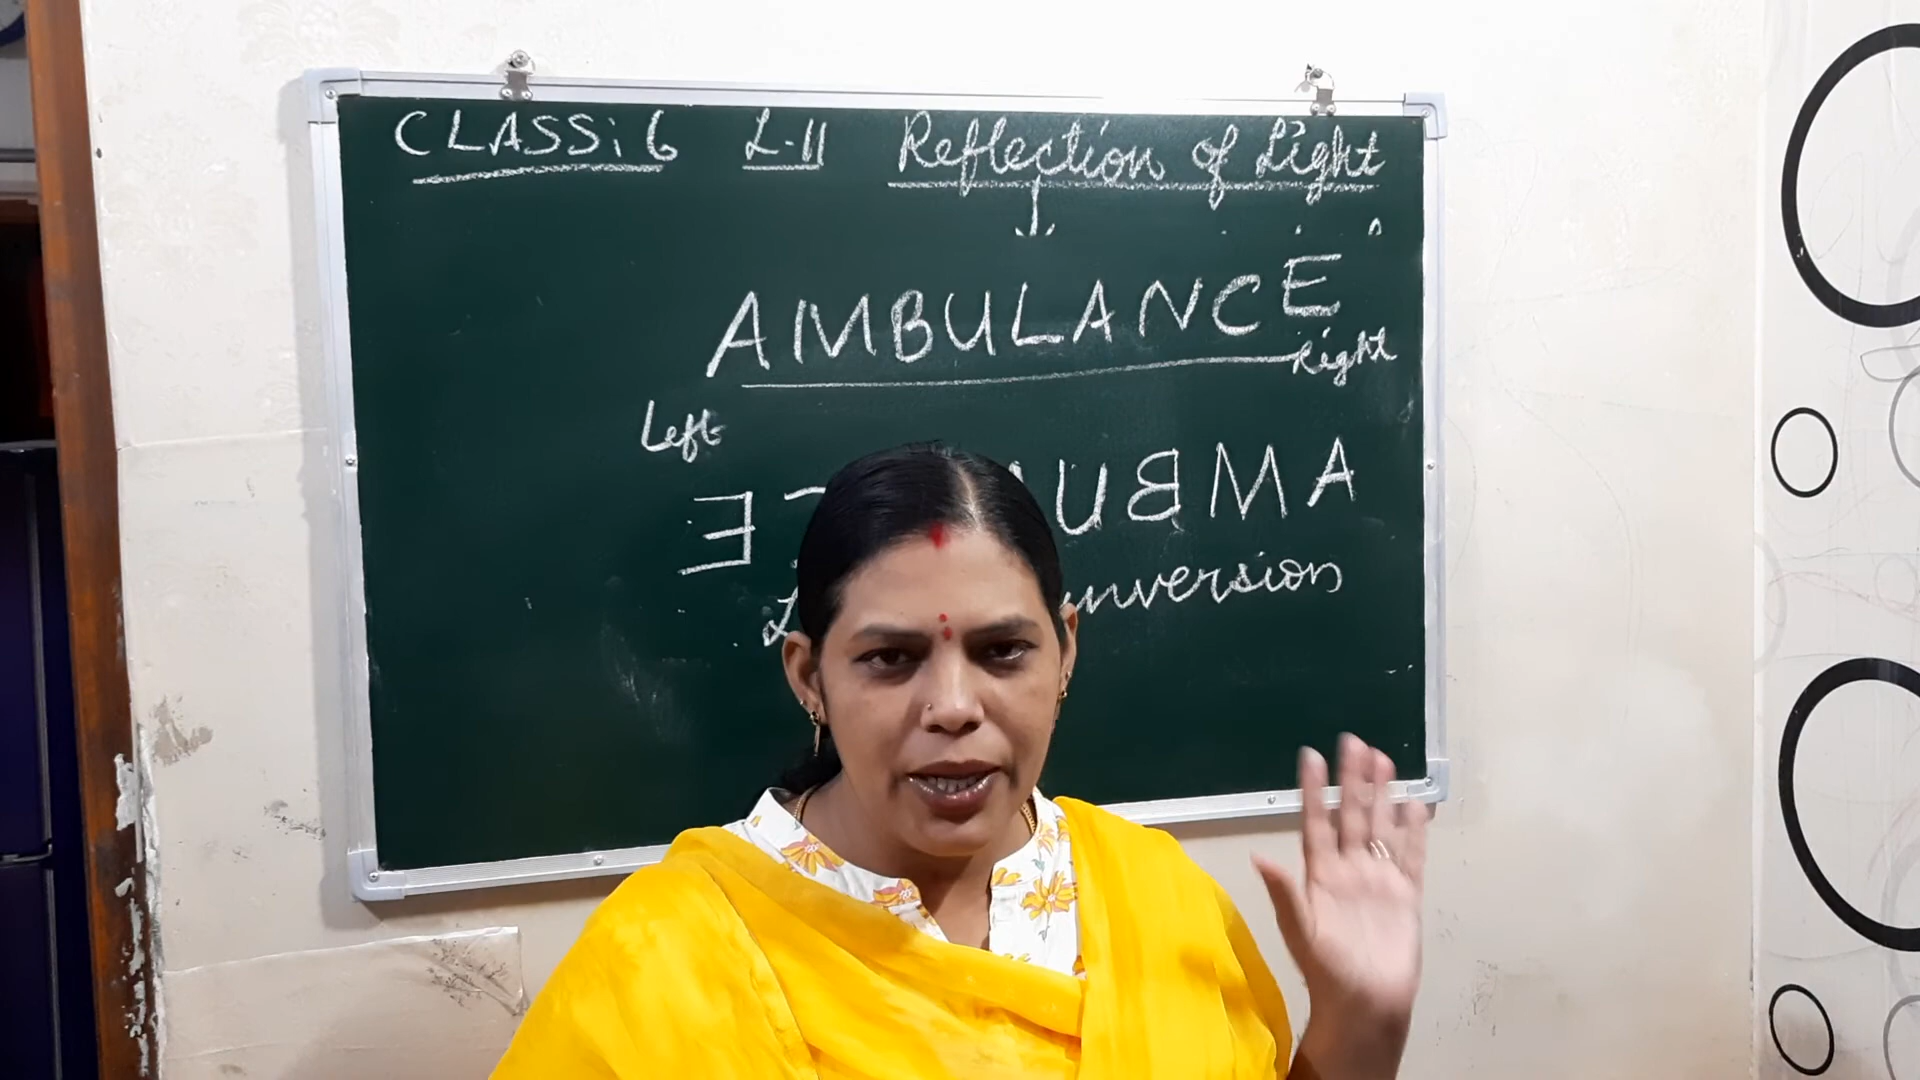 CLASS: 6 L-11 Reflection of Light
AMBULANCE
Right
Left
AMBU E
inversion